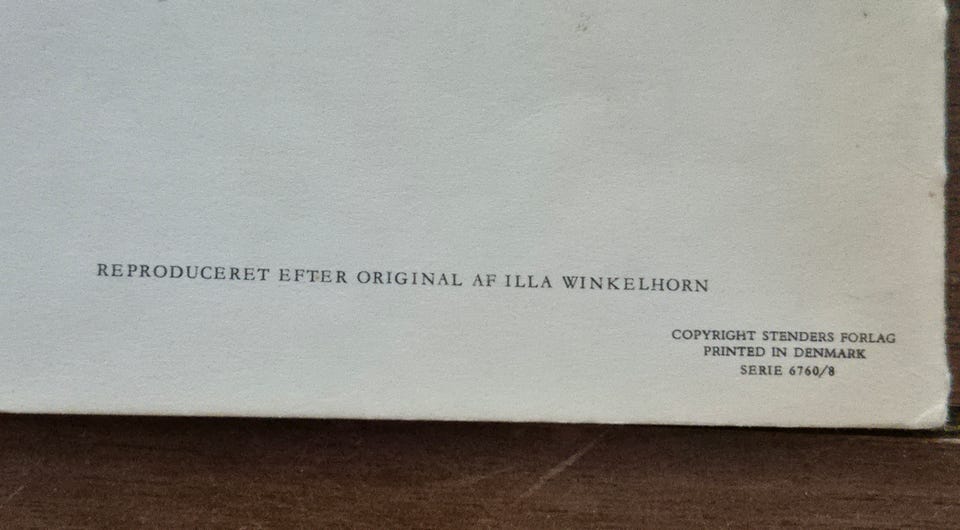 REPRODUCERET EFTER ORIGINAL AF ILLA WINKELHORN
COPYRIGHT STENDERS FORLAG
PRINTED IN DENMARK
SERIE 6760/8